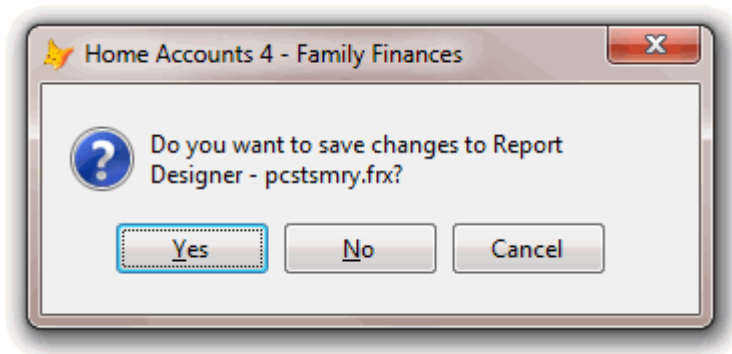 Home Accounts 4 - Family Finances
Do you want to save changes to Report
Designer - pcstsmry.frx?
Yes No Cancel